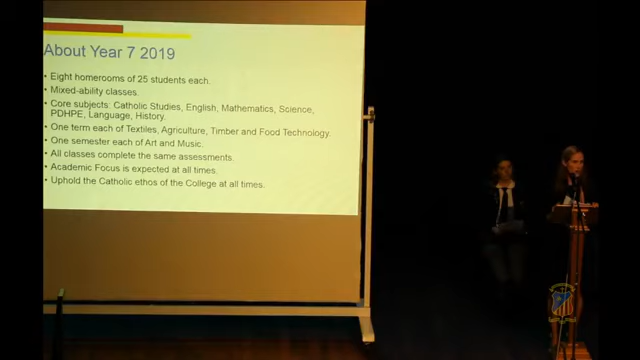 About Year 7 2019
• Eight homerooms of 25 students each.
• Mixed-ability classes.
• Core subjects: Catholic Studies, English, Mathematics, Science,
PDHPE, Language, History.
• One term each of Textiles, Agriculture, Timber and Food Technology.
• One semester each of Art and Music.
• All classes complete the same assessments.
• Academic Focus is expected at all times.
• Uphold the Catholic ethos of the College at all times.